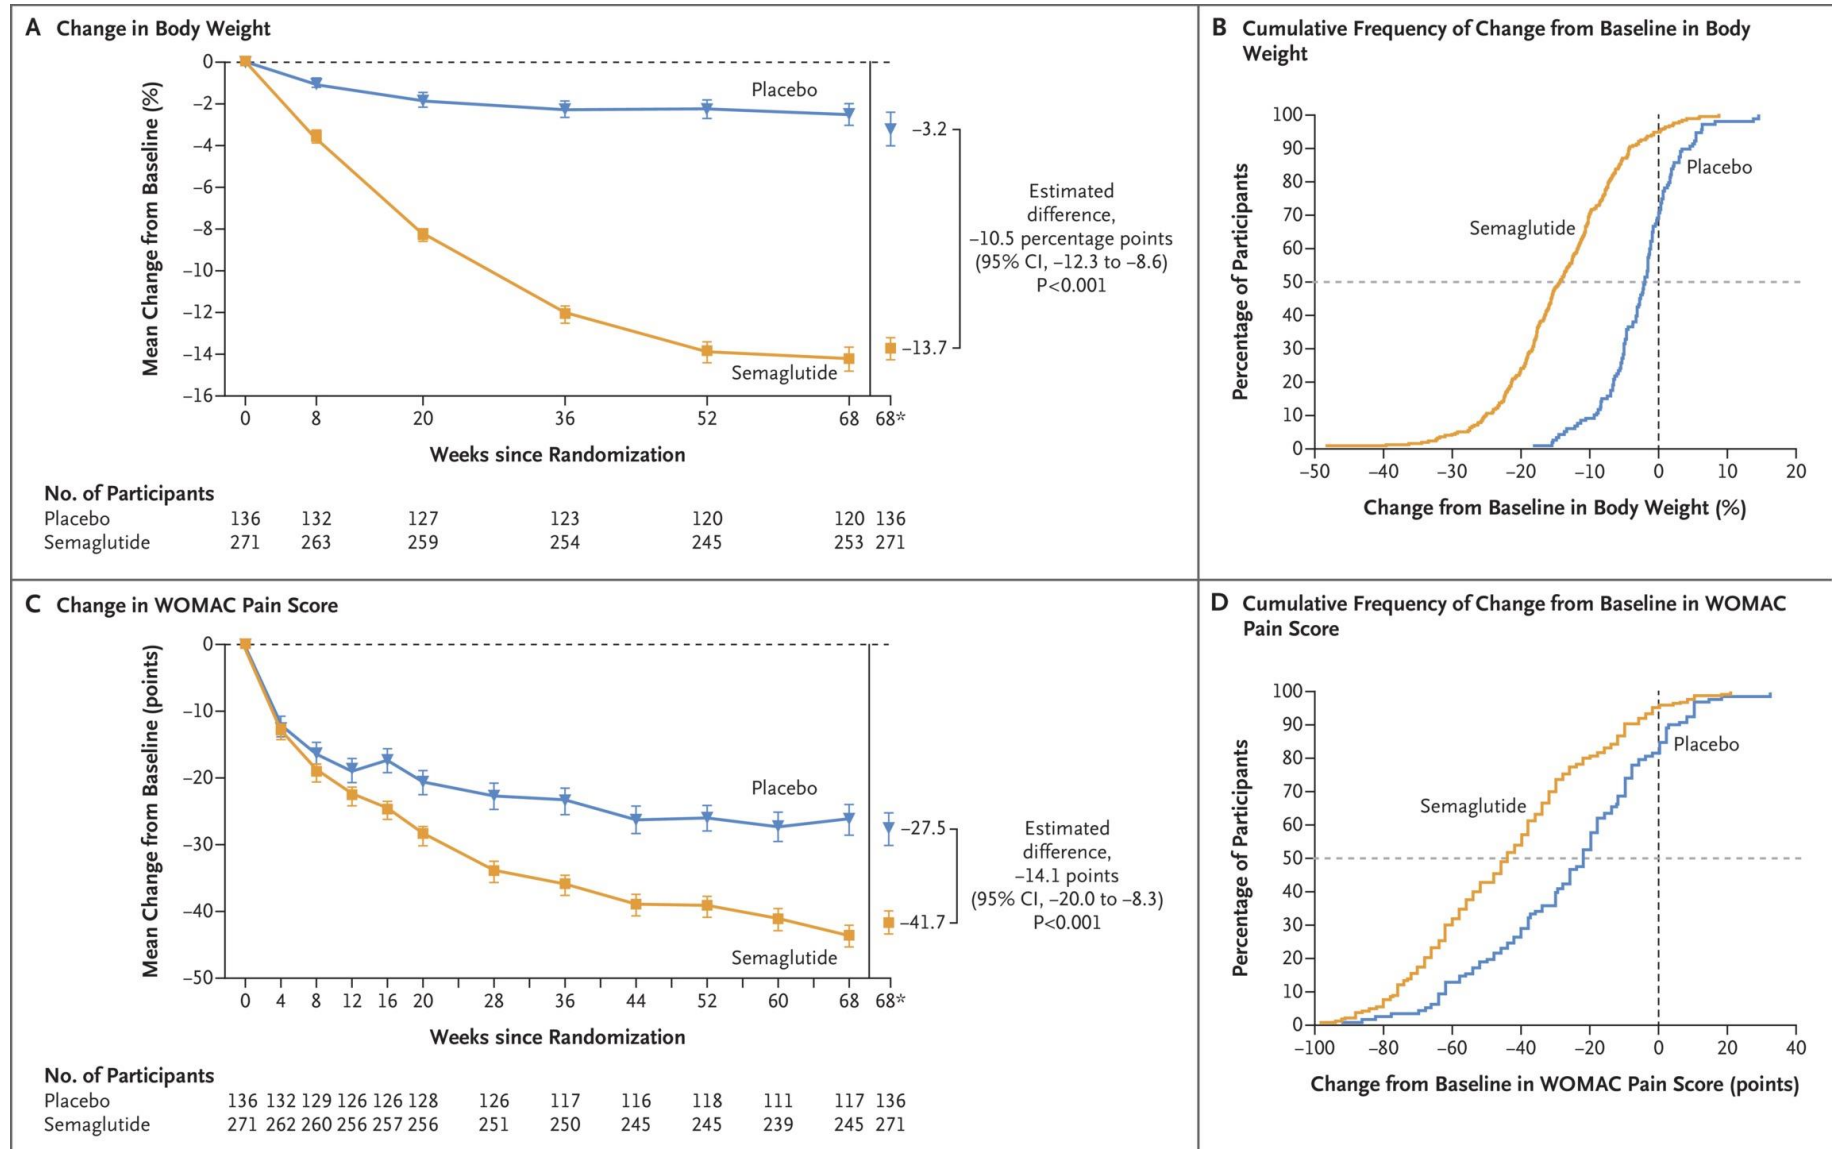 A Change in Body Weight
Mean Change from Baseline (%)
0
−2
−4
−6
−8
−10
−12
−14
−16
Placebo
Semaglutide
−3.2
−13.7
Estimated
difference,
−10.5 percentage points
(95% CI, −12.3 to −8.6)
P<0.001
0 8 20 36 52 68 68*
Weeks since Randomization
No. of Participants
Placebo 136 132 127 123 120 120 136
Semaglutide 271 263 259 254 245 253 271
B Cumulative Frequency of Change from Baseline in Body
Weight
Percentage of Participants
100
90
80
70
60
50
40
30
20
10
0
Placebo
Semaglutide
−50 −40 −30 −20 −10 0 10 20
Change from Baseline in Body Weight (%)
C Change in WOMAC Pain Score
Mean Change from Baseline (points)
0
−10
−20
−30
−40
−50
Placebo
Semaglutide
−27.5
−41.7
Estimated
difference,
−14.1 points
(95% CI, −20.0 to −8.3)
P<0.001
0 4 8 12 16 20 28 36 44 52 60 68 68*
Weeks since Randomization
No. of Participants
Placebo 136 132 129 126 126 128 126 117 116 118 111 117 136
Semaglutide 271 262 260 256 257 256 251 250 245 245 239 245 271
D Cumulative Frequency of Change from Baseline in WOMAC
Pain Score
Percentage of Participants
100
90
80
70
60
50
40
30
20
10
0
Placebo
Semaglutide
−100 −80 −60 −40 −20 0 20 40
Change from Baseline in WOMAC Pain Score (points)